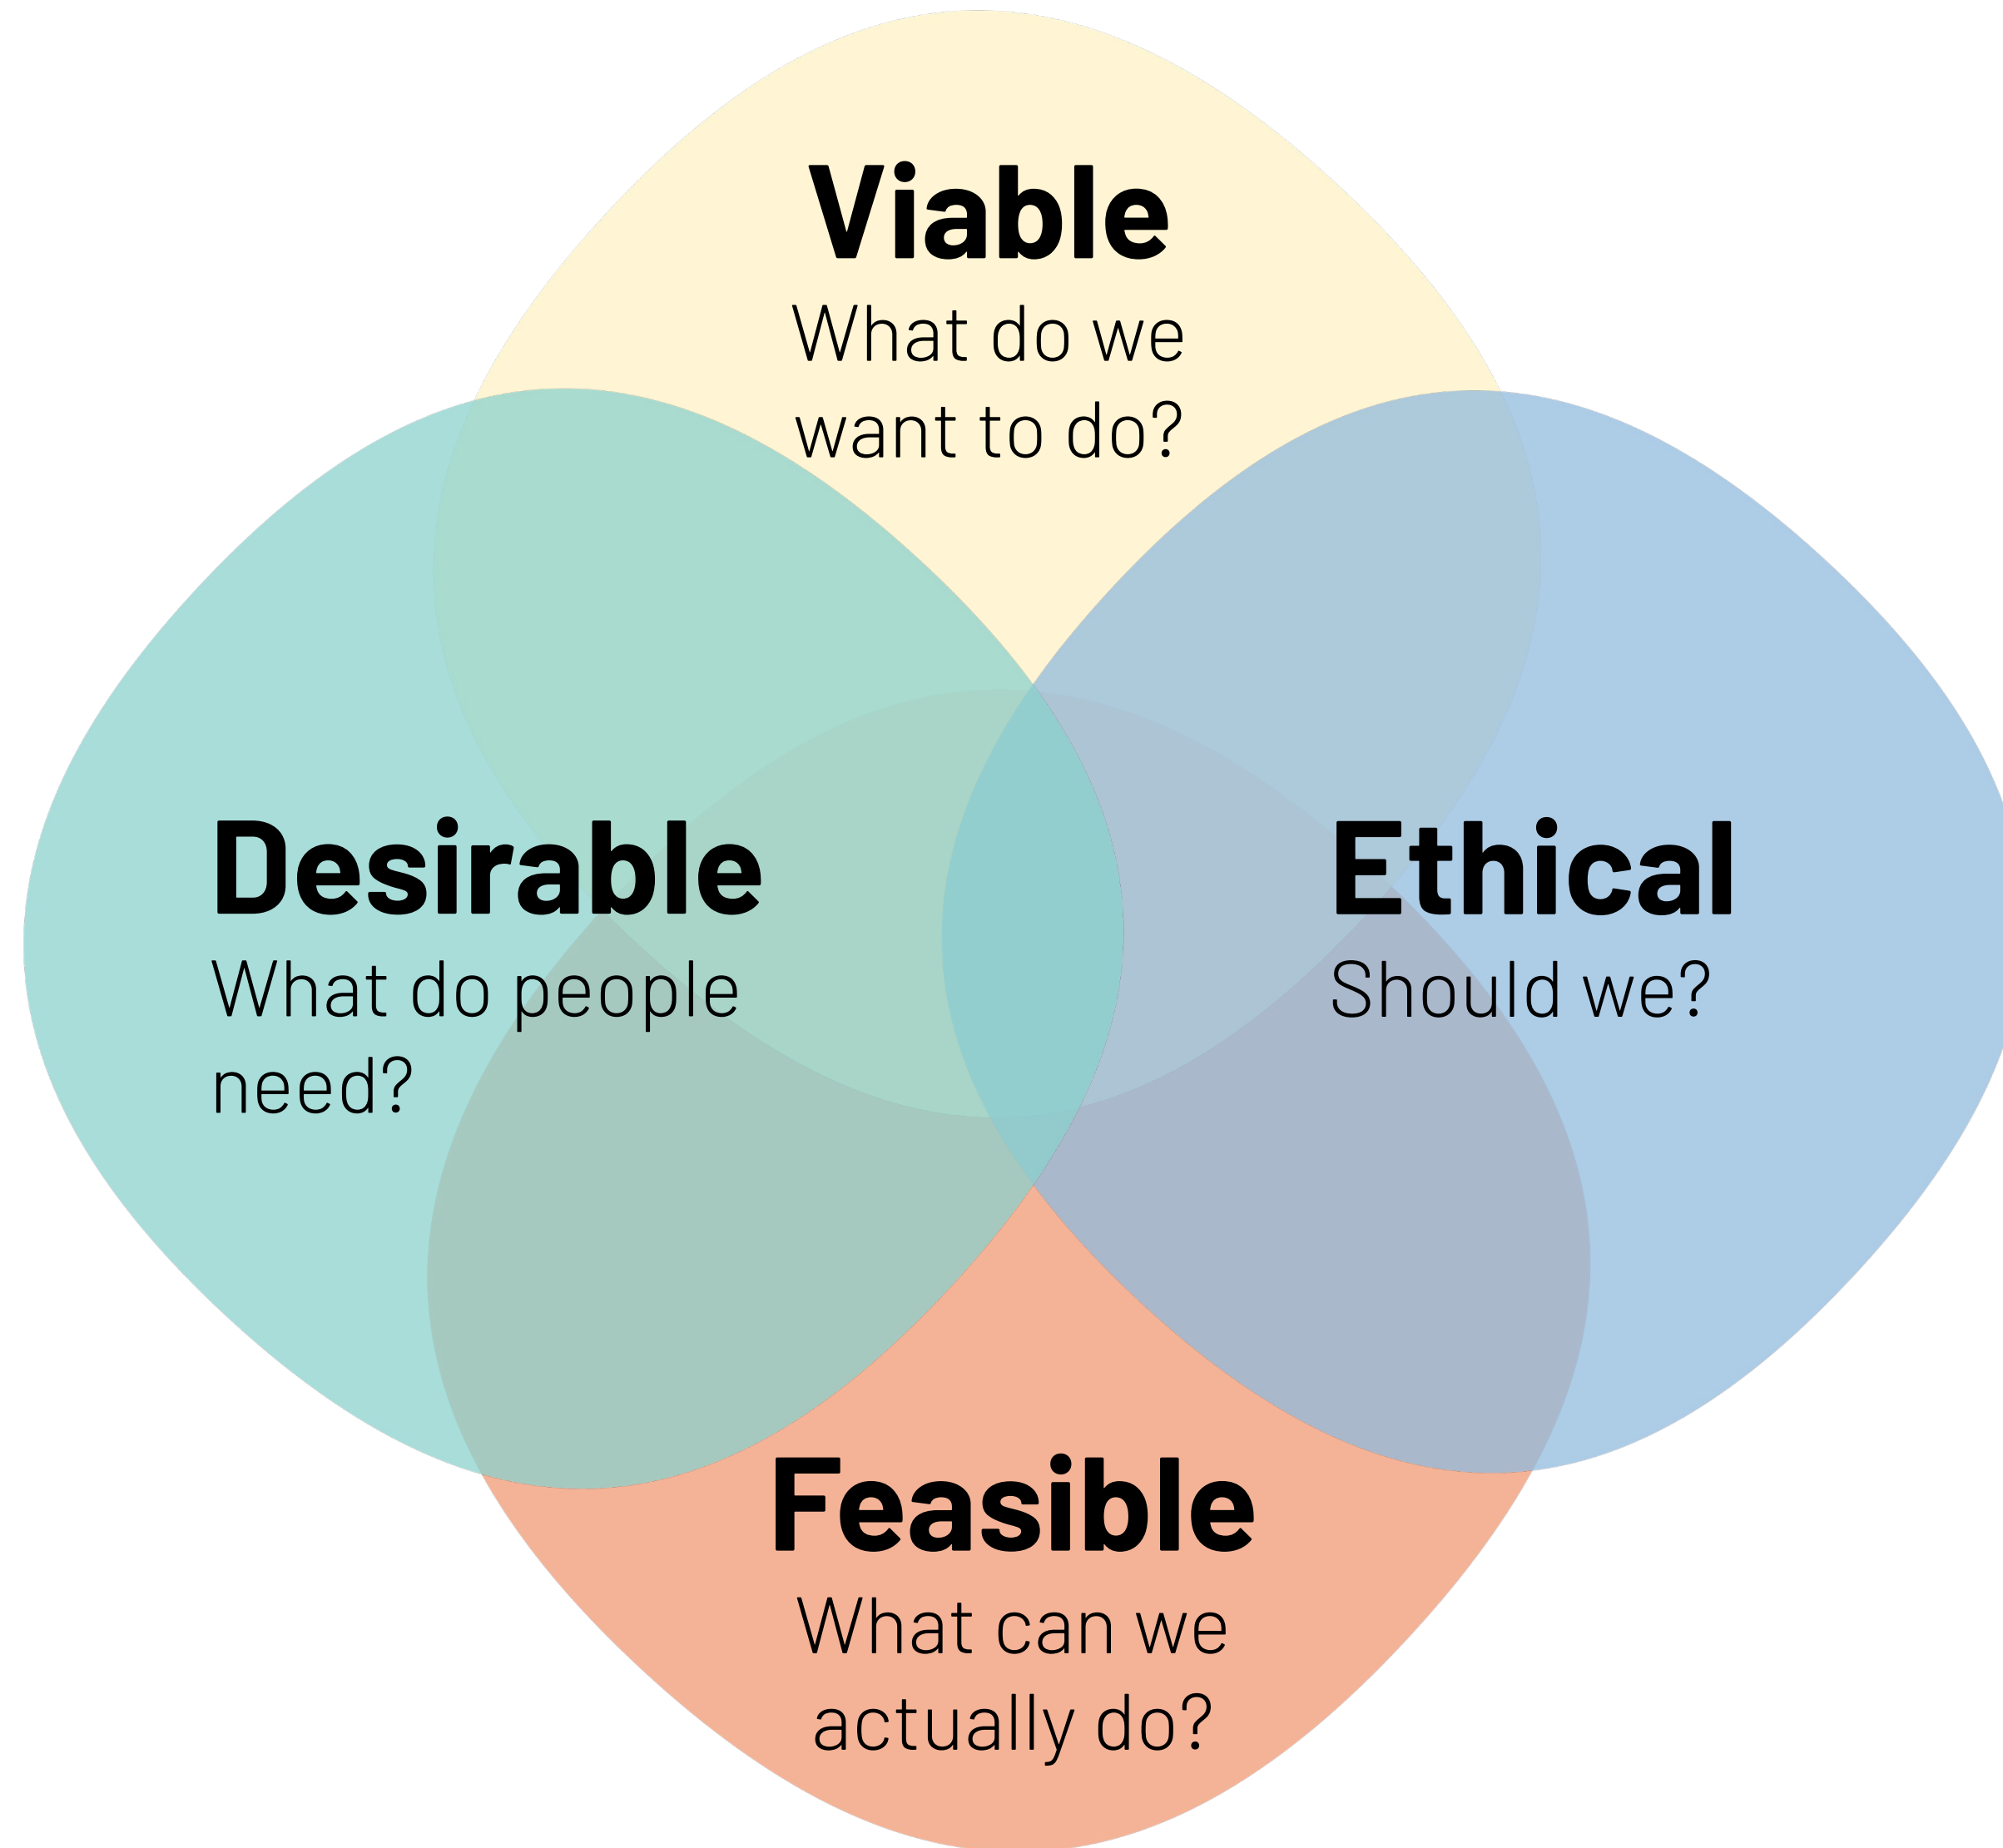 Viable
What do we
want to do?
Desirable
What do people
need?
Ethical
Should we?
Feasible
What can we
actually do?